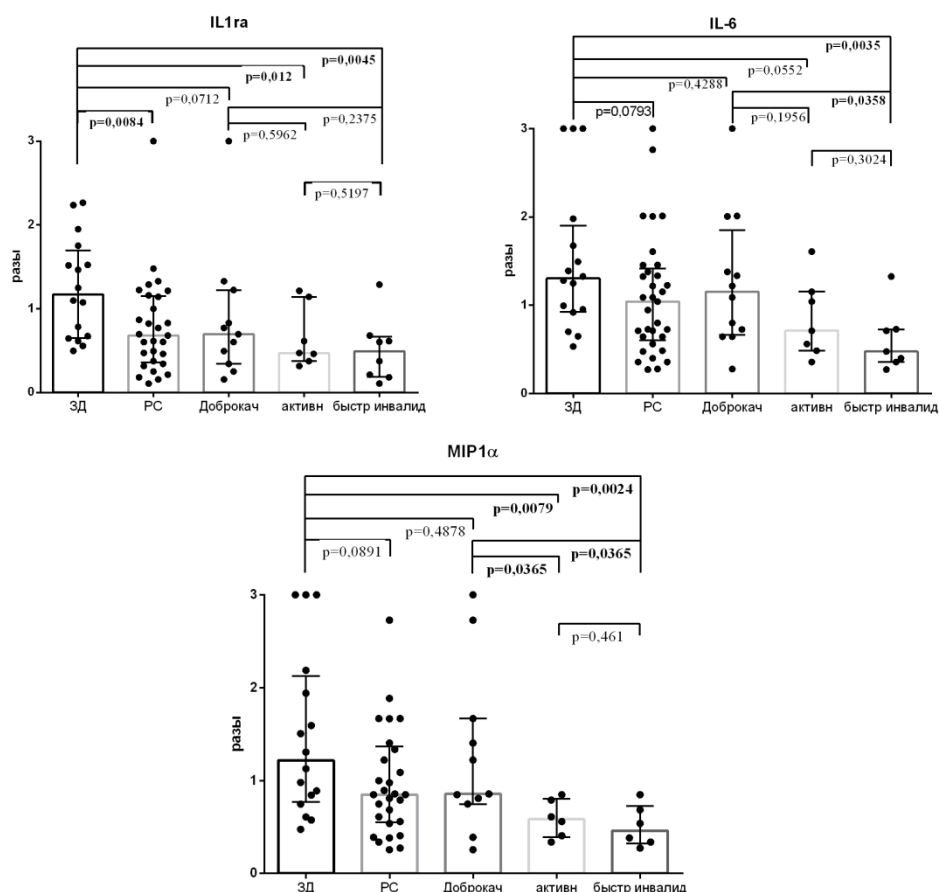 IL1ra
p=0,0045
p=0,012
p=0,0712
p=0,0084
p=0,2375
p=0,5962
p=0,5197
3
2
1
0
разы
ЗД РС Доброкач активн быстр инвалид
IL-6
p=0,0035
p=0,0552
p=0,4288
p=0,0793
p=0,0358
p=0,1956
p=0,3024
3
2
1
0
разы
ЗД РС Доброкач активн быстр инвалид
MIP1α
p=0,0024
p=0,0079
p=0,4878
p=0,0891
p=0,0365
p=0,0365
p=0,461
3
2
1
0
разы
ЗД РС Доброкач активн быстр инвалид